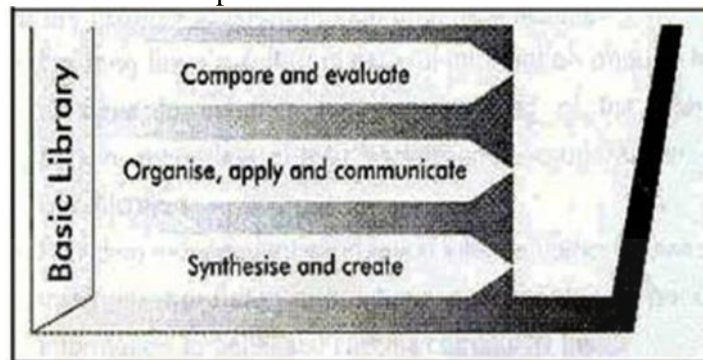 Basic Library
Compare and evaluate
Organise, apply and communicate
Synthesise and create